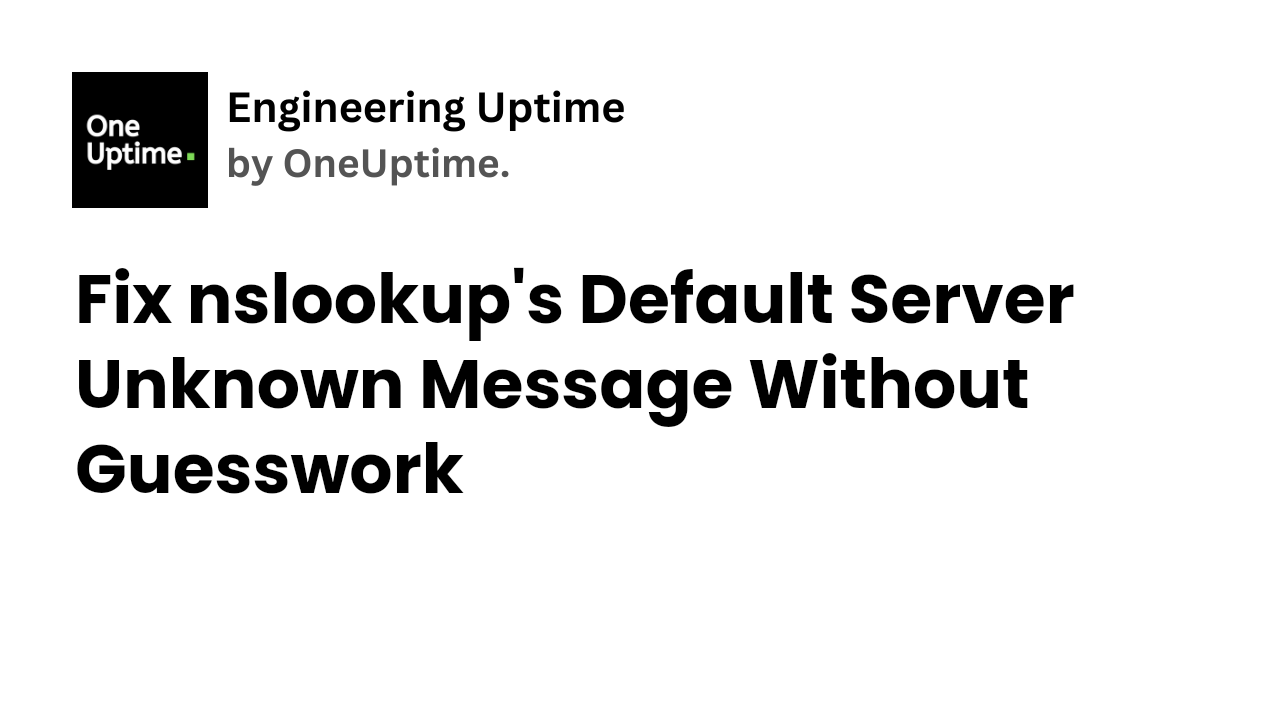 One
Uptime
Engineering Uptime
by OneUptime.
Fix nslookup's Default Server
Unknown Message Without
Guesswork